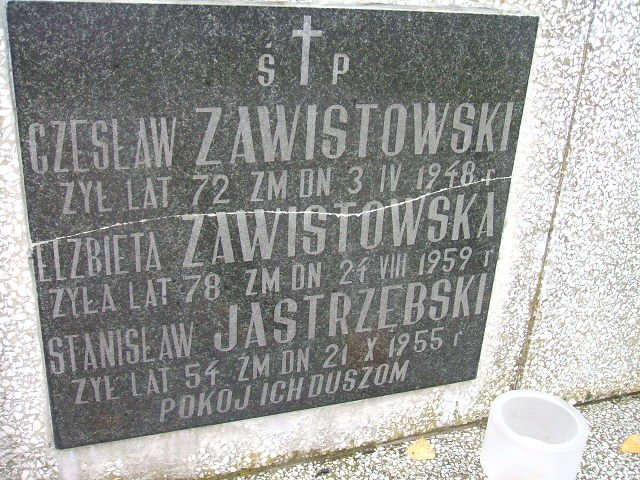 Ś P
CZESŁAW ZAWISTOWSKI
ŻYŁ LAT 72 ZM DN 3 IV 1948 r
ELŻBIETA ZAWISTOWSKA
ŻYŁA LAT 78 ZM DN 24 VIII 1959 r
STANISŁAW JASTRZĘBSKI
ŻYŁ LAT 54 ZM DN 21 X 1955 r
POKOJ ICH DUSZOM